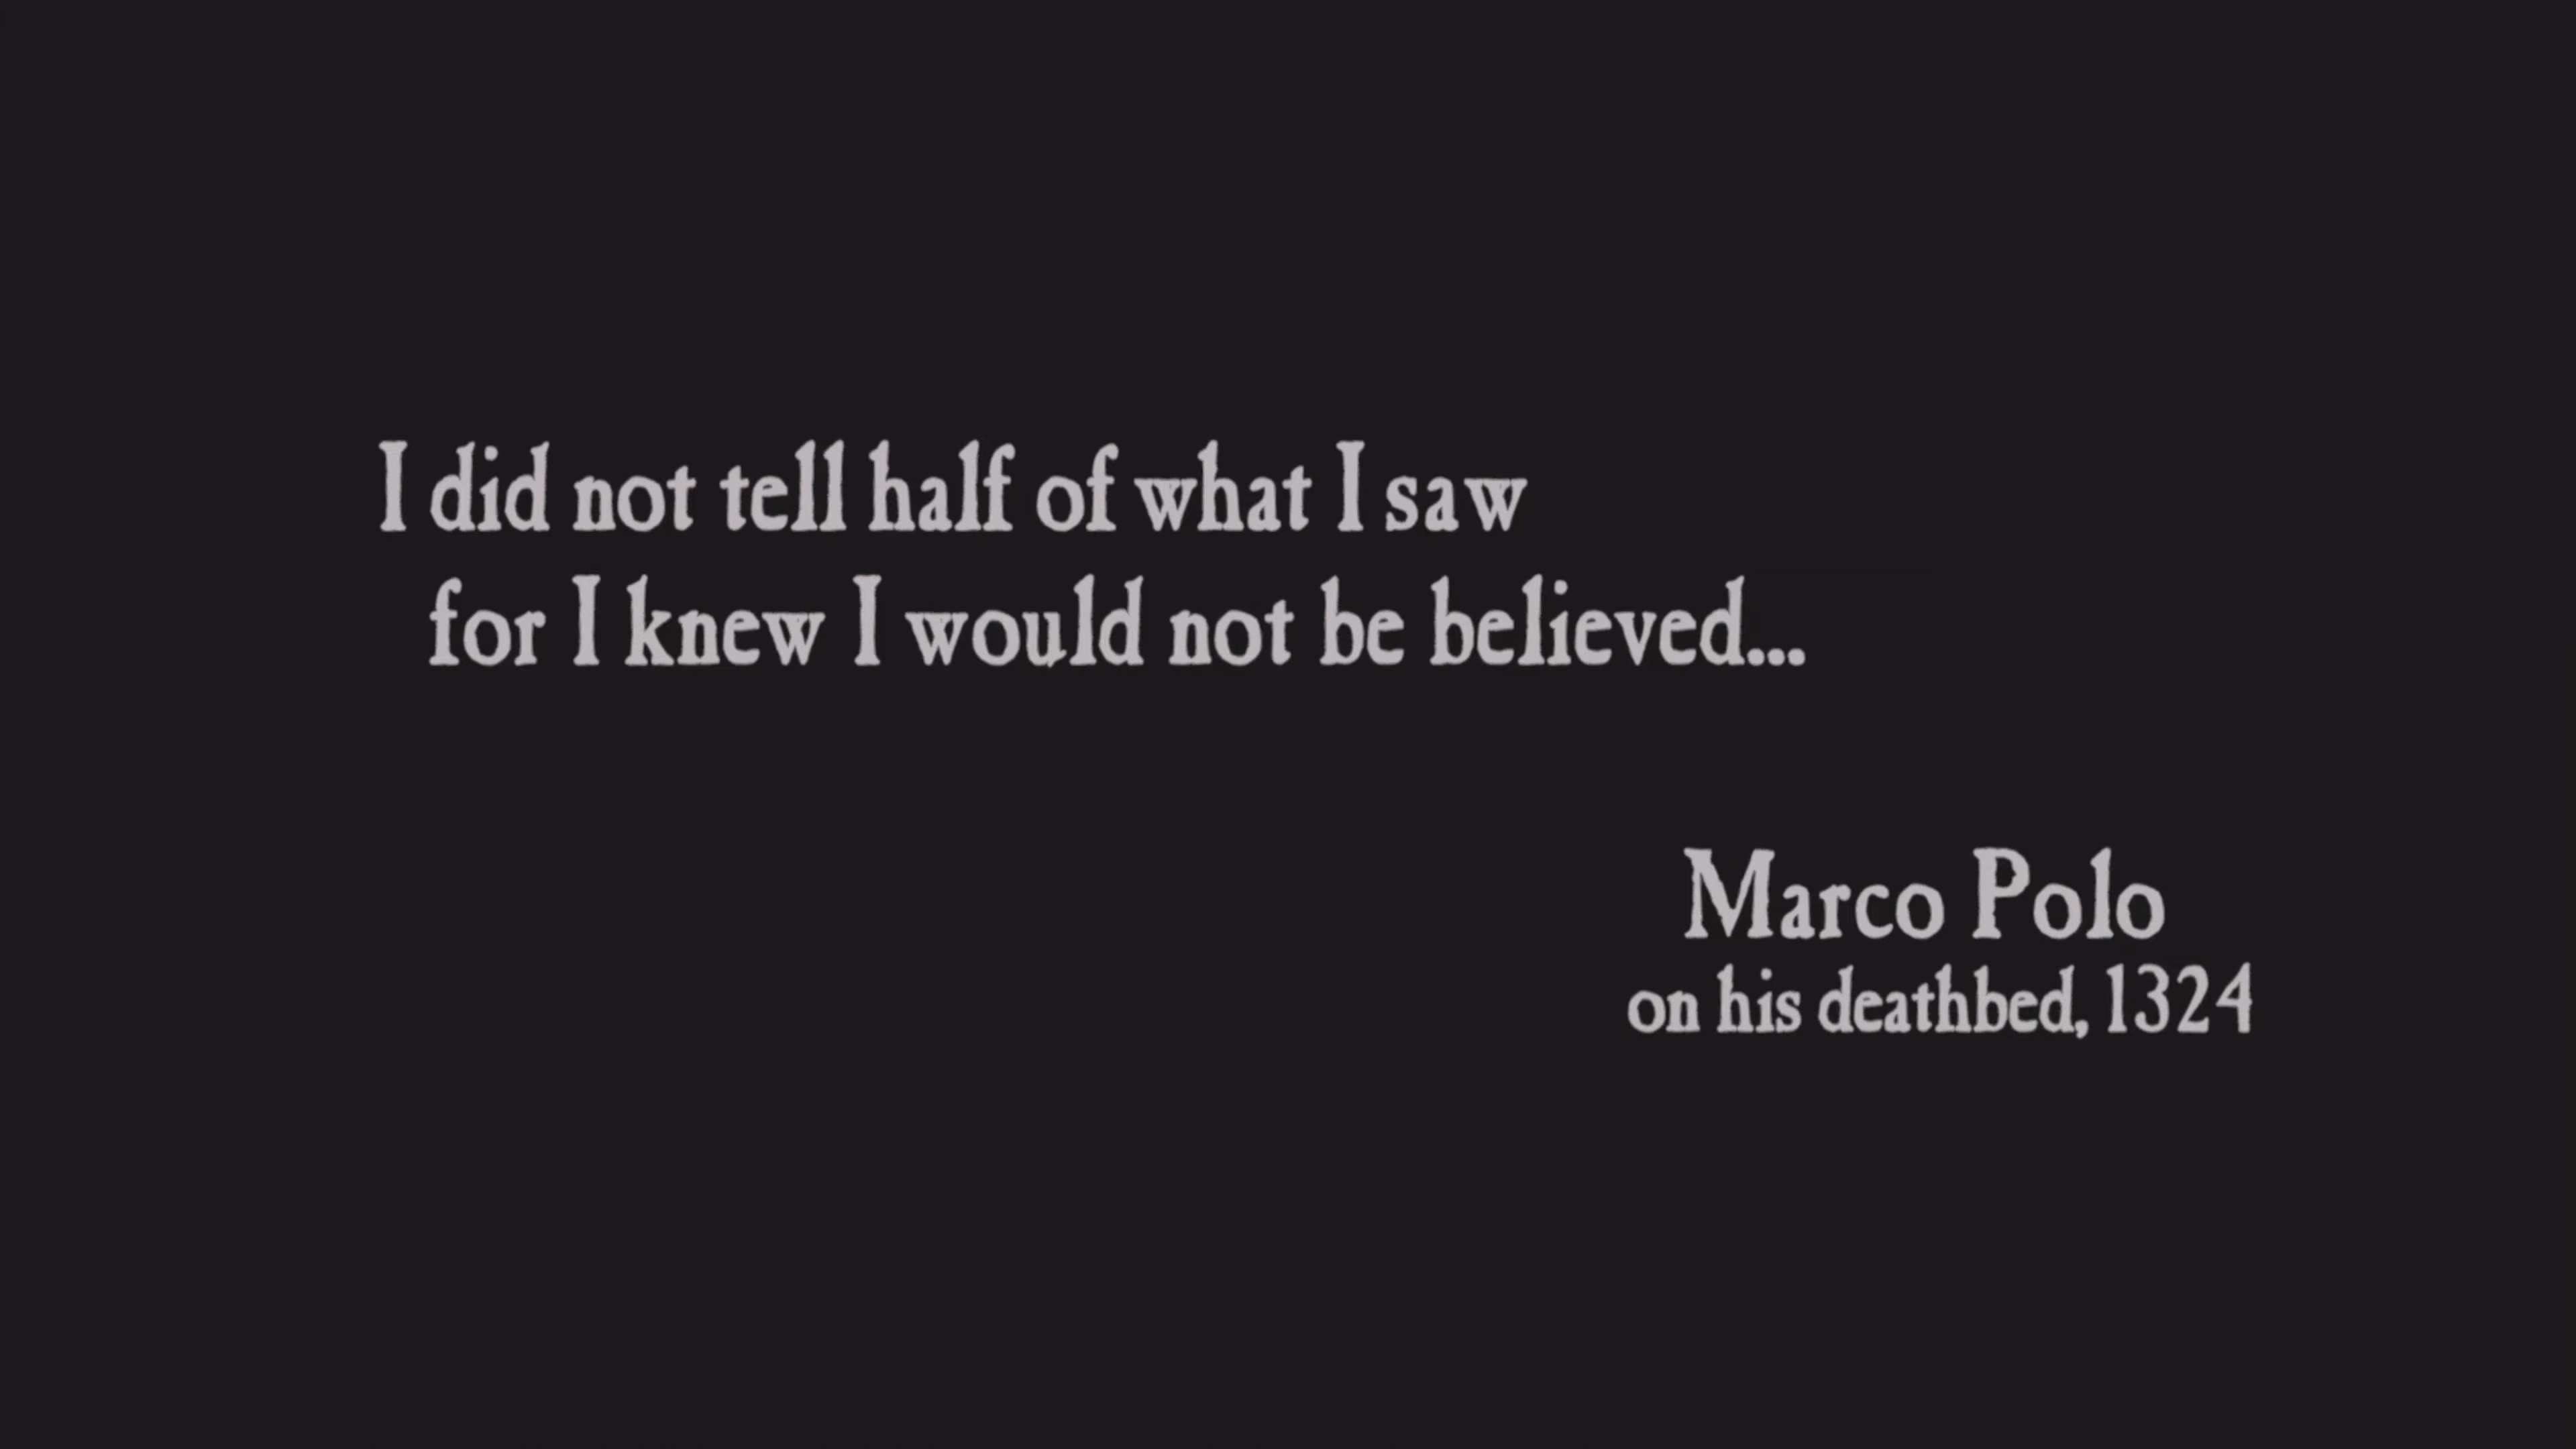 I did not tell half of what I saw
for I knew I would not be believed...
Marco Polo
on his deathbed, 1324